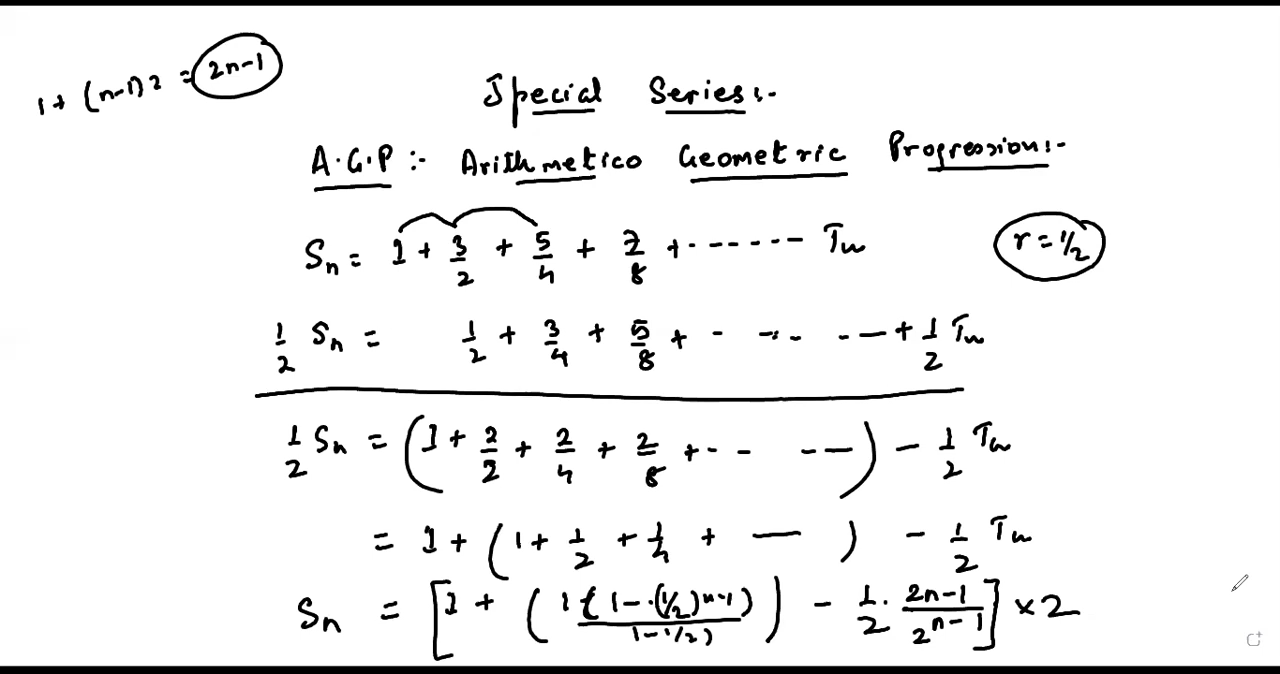 1 + (n-1) 2 = 2n-1
Special Series:-
A.G.P :- Arithmetico Geometric Progression:-
Sn = 1 + 3/2 + 5/4 + 7/8 + ------ Tn
r = 1/2
1/2 Sn = 1/2 + 3/4 + 5/8 + - -.. - — + 1/2 Tn
1/2 Sn = (1 + 2/2 + 2/4 + 2/8 + - - - - —) - 1/2 Tn
= 1 + (1 + 1/2 + 1/4 + —) - 1/2 Tn
Sn = [1 + (1{1-(1/2)^n-1)/1-1/2)) - 1/2 . 2n-1/2^n-1] × 2